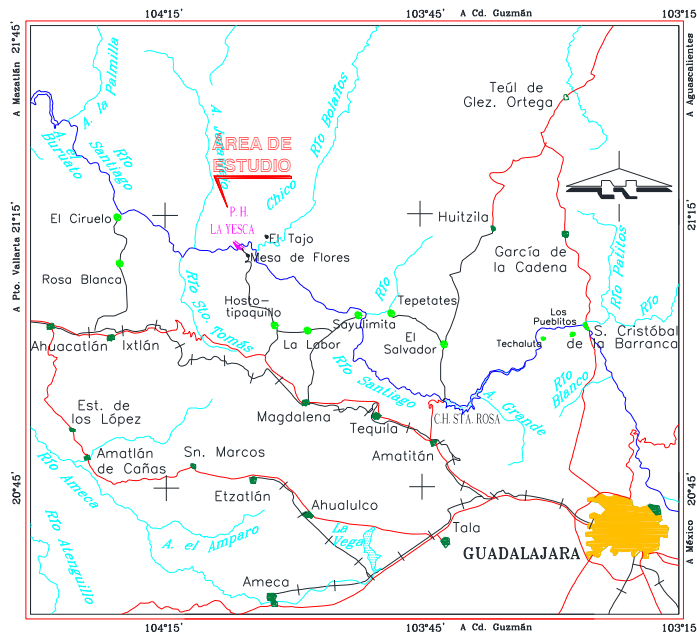 104°15'
103°45'
A Cd. Guzmán
103°15
A Mazatlán 21°45'
A. la Palmilla
A. el
Buruato
Río
Santiago
A.
Río Bolaños
Chico
ÁREA DE
ESTUDIO
P. H.
LA YESCA
El Tajo
Mesa de Flores
Teúl de
Glez. Ortega
A Aguascalientes
21°15'
El Ciruelo
Rosa Blanca
Huitzila
García de
la Cadena
Río Palitos
Río
A Pto. Vallarta 21°15'
Río Sto. Tomás
Hosto-
tipaquillo
La Labor
Sayulimita
Río
Tepetates
El
Salvador
Los
Pueblitos
Techaluta
S. Cristóbal
de la Barranca
Ahuacatlán
Ixtlán
Río Santiago
Río
Blanco
A. Grande
C.H. STA. ROSA
Magdalena
Tequila
Amatitán
Est. de
los López
Amatlán
de Cañas
Sn. Marcos
Etzatlán
Ahualulco
20°45'
20°45'
Río Ameca
Río Atenguillo
A. el Amparo
La
Vega
Tala
GUADALAJARA
A México
Ameca
104°15'
103°45'
A Cd. Guzmán
103°15